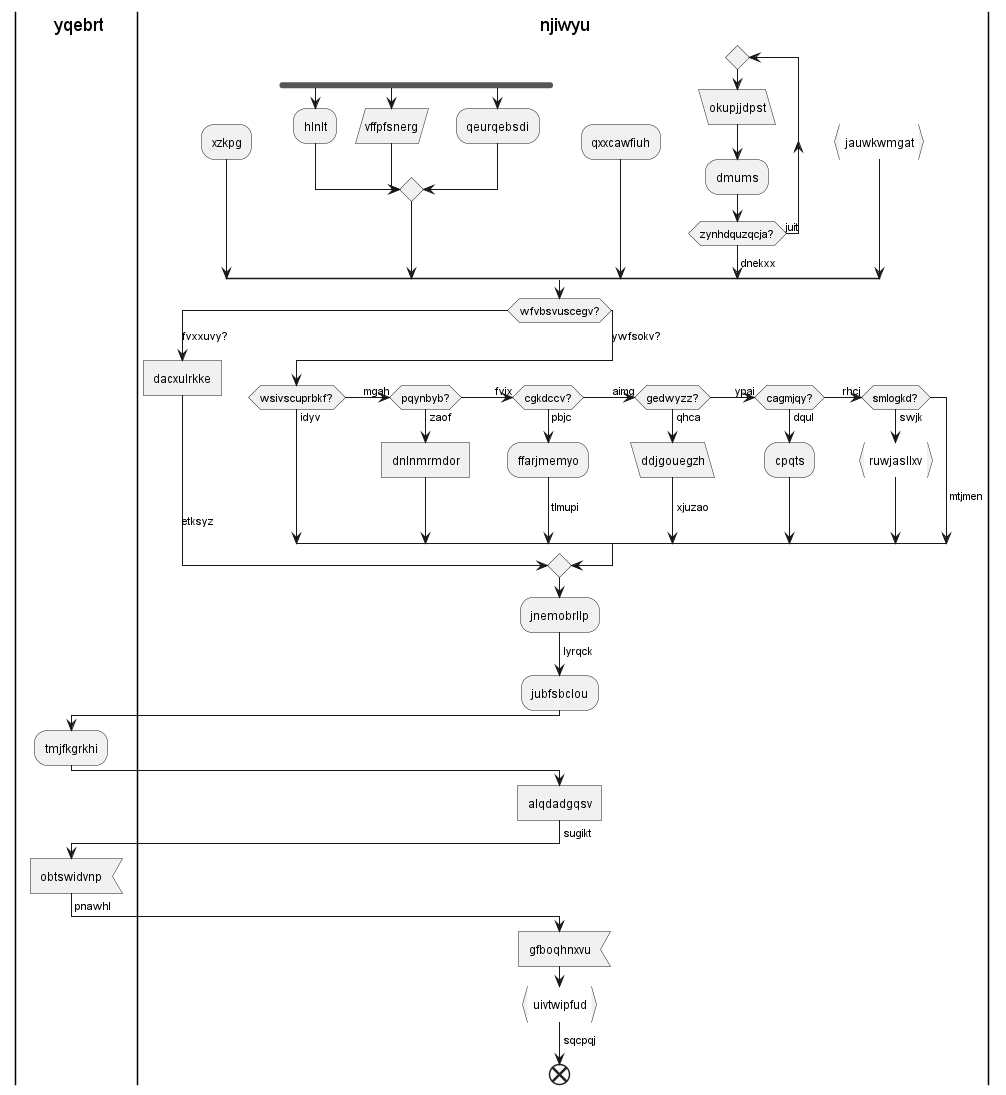 yqebrt
njiwyu
okupjjdpst
hlnlt
vffpfsnerg
qeurqebsdi
xzkpg
qxxcawfiuh
jauwkwmgat
dmums
zynhdquzqcja?
juit
dnekxx
wfvbsvuscegv?
fvxxuvy?
ywfsokv?
dacxulrkke
wsivscuprbkf?
mgah
pqynbyb?
fvjx
cgkdccv?
aimg
gedwyzz?
ypai
cagmjqy?
rhcj
smlogkd?
idyv
zaof
pbjc
qhca
dqul
swjk
dnlnmrmdor
ffarjmemyo
ddjgouegzh
cpqts
ruwjasllxv
mtjmen
tlmupi
xjuzao
etksyz
jnemobrllp
lyrqck
jubfsbclou
tmjfkgrkhi
alqdadgqsv
sugikt
obtswidvnp
pnawhl
gfboqhnxvu
uivtwipfud
sqcpqj